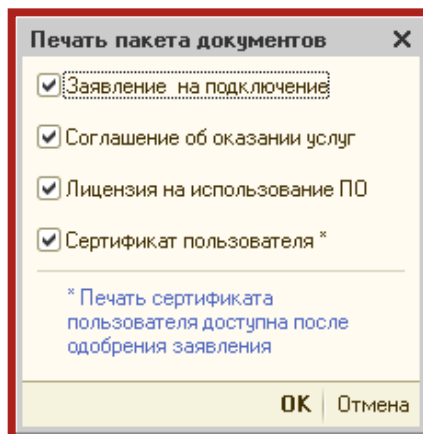 Печать пакета документов
Заявление на подключение
Соглашение об оказании услуг
Лицензия на использование ПО
Сертификат пользователя *
* Печать сертификата
пользователя доступна после
одобрения заявления
OK Отмена